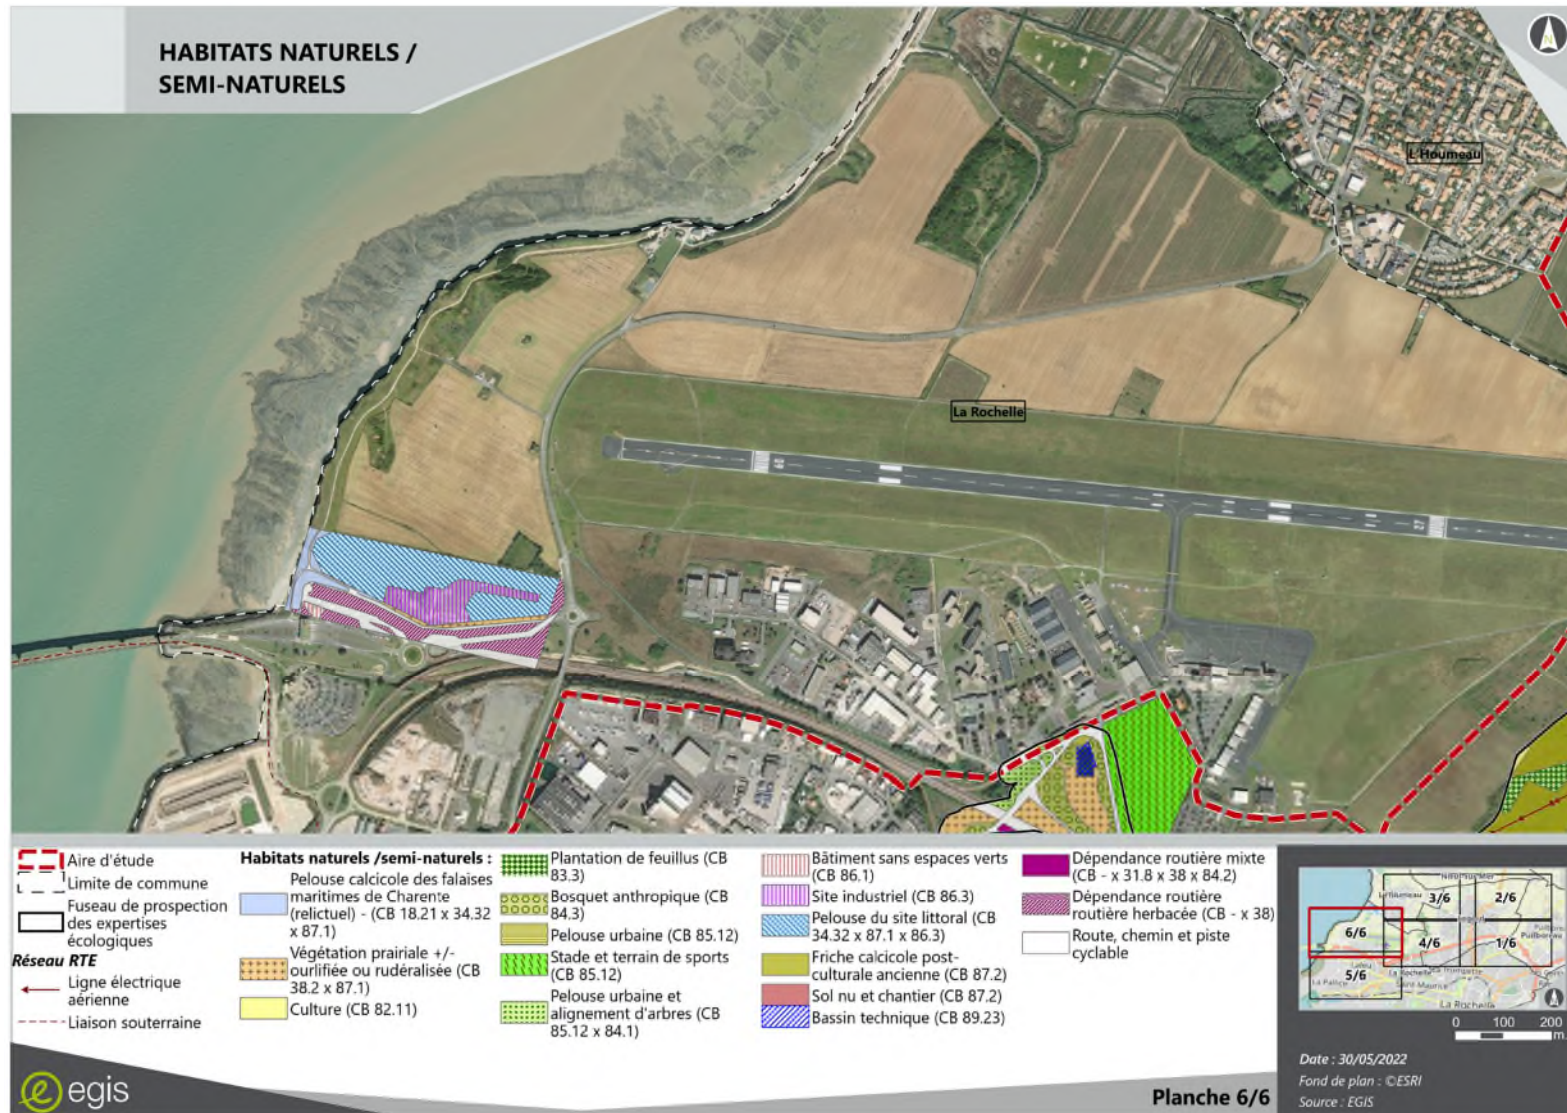 HABITATS NATURELS /
SEMI-NATURELS
N
L'Houmeau
La Rochelle
09
27
Aire d'étude
Limite de commune
Fuseau de prospection
des expertises
écologiques
Réseau RTE
Ligne électrique
aérienne
Liaison souterraine
Habitats naturels /semi-naturels :
Pelouse calcicole des falaises
maritimes de Charente
(relictuel) - (CB 18.21 x 34.32
x 87.1)
Végétation prairiale +/-
ourlifiée ou rudéralisée (CB
38.2 x 87.1)
Culture (CB 82.11)
Plantation de feuillus (CB
83.3)
Bosquet anthropique (CB
84.3)
Pelouse urbaine (CB 85.12)
Stade et terrain de sports
(CB 85.12)
Pelouse urbaine et
alignement d'arbres (CB
85.12 x 84.1)
Bâtiment sans espaces verts
(CB 86.1)
Site industriel (CB 86.3)
Pelouse du site littoral (CB
34.32 x 87.1 x 86.3)
Friche calcicole post-
culturale ancienne (CB 87.2)
Sol nu et chantier (CB 87.2)
Bassin technique (CB 89.23)
Dépendance routière mixte
(CB - x 31.8 x 38 x 84.2)
Dépendance routière
routière herbacée (CB - x 38)
Route, chemin et piste
cyclable
3/6
2/6
6/6
4/6
1/6
5/6
La Rochelle
Saint-Maurice
La Rochelle
0 100 200
m
Date : 30/05/2022
Fond de plan : ©ESRI
Source : EGIS
egis
Planche 6/6